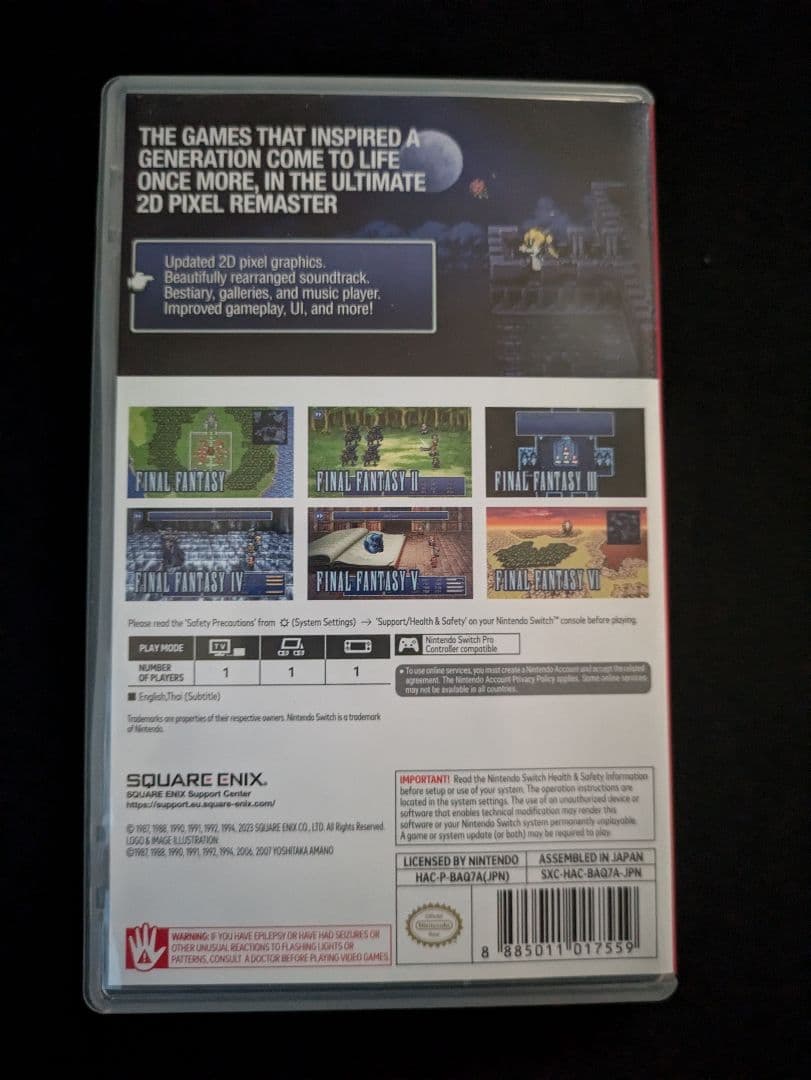 THE GAMES THAT INSPIRED A
GENERATION COME TO LIFE
ONCE MORE, IN THE ULTIMATE
2D PIXEL REMASTER
Updated 2D pixel graphics.
Beautifully rearranged soundtrack.
Bestiary, galleries, and music player.
Improved gameplay, UI, and more!
FINAL FANTASY
FINAL FANTASY II
FINAL FANTASY III
FINAL FANTASY IV
FINAL FANTASY V
FINAL FANTASY VI
Please read the 'Safety Precautions' from (System Settings) → 'Support/Health & Safety' on your Nintendo Switch™ console before playing.
PLAY MODE
TV
NUMBER
OF PLAYERS
1
1
1
Nintendo Switch Pro
Controller compatible
• To use online services, you must create a Nintendo Account and accept the related
agreement. The Nintendo Account Privacy Policy applies. Some online services
may not be available in all countries.
■ English,Thai (Subtitle)
Trademarks are properties of their respective owners. Nintendo Switch is a trademark
of Nintendo.
SQUARE ENIX®
SQUARE ENIX Support Center
https://support.eu.square-enix.com/
© 1987, 1988, 1990, 1991, 1992, 1994, 2023 SQUARE ENIX CO., LTD. All Rights Reserved.
LOGO & IMAGE ILLUSTRATION:
©1987, 1988, 1990, 1991, 1992, 1994, 2006, 2007 YOSHITAKA AMANO
IMPORTANT! Read the Nintendo Switch Health & Safety Information
before setup or use of your system. The operation instructions are
located in the system settings. The use of an unauthorized device or
software that enables technical modification may render this
software or your Nintendo Switch system permanently unplayable.
A game or system update (or both) may be required to play.
LICENSED BY NINTENDO
ASSEMBLED IN JAPAN
HAC-P-BAQ7A(JPN)
SXC-HAC-BAQ7A-JPN
WARNING: IF YOU HAVE EPILEPSY OR HAVE HAD SEIZURES OR
OTHER UNUSUAL REACTIONS TO FLASHING LIGHTS OR
PATTERNS, CONSULT A DOCTOR BEFORE PLAYING VIDEO GAMES.
Official
Nintendo
Seal
8 885011 017559